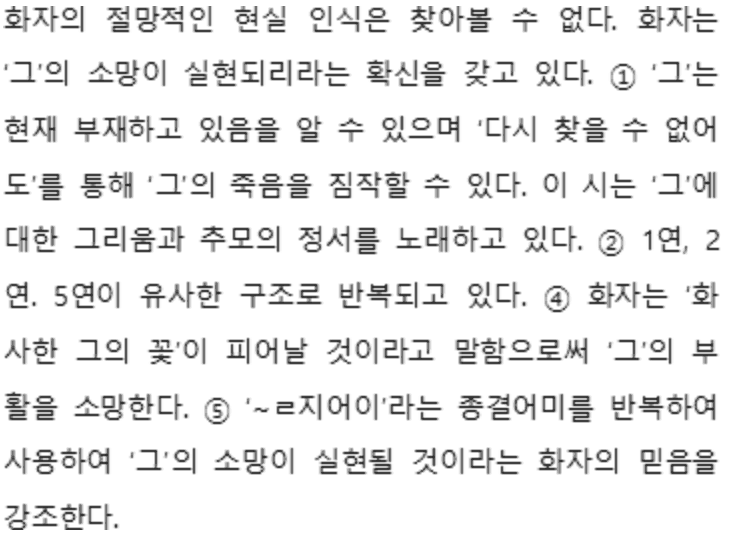 화자의 절망적인 현실 인식은 찾아볼 수 없다. 화자는
‘그’의 소망이 실현되리라는 확신을 갖고 있다. ① ‘그’는
현재 부재하고 있음을 알 수 있으며 ‘다시 찾을 수 없어
도’를 통해 ‘그’의 죽음을 짐작할 수 있다. 이 시는 ‘그’에
대한 그리움과 추모의 정서를 노래하고 있다. ② 1연, 2
연. 5연이 유사한 구조로 반복되고 있다. ④ 화자는 ‘화
사한 그의 꽃’이 피어날 것이라고 말함으로써 ‘그’의 부
활을 소망한다. ⑤ ‘~ㄹ지어이’라는 종결어미를 반복하여
사용하여 ‘그’의 소망이 실현될 것이라는 화자의 믿음을
강조한다.